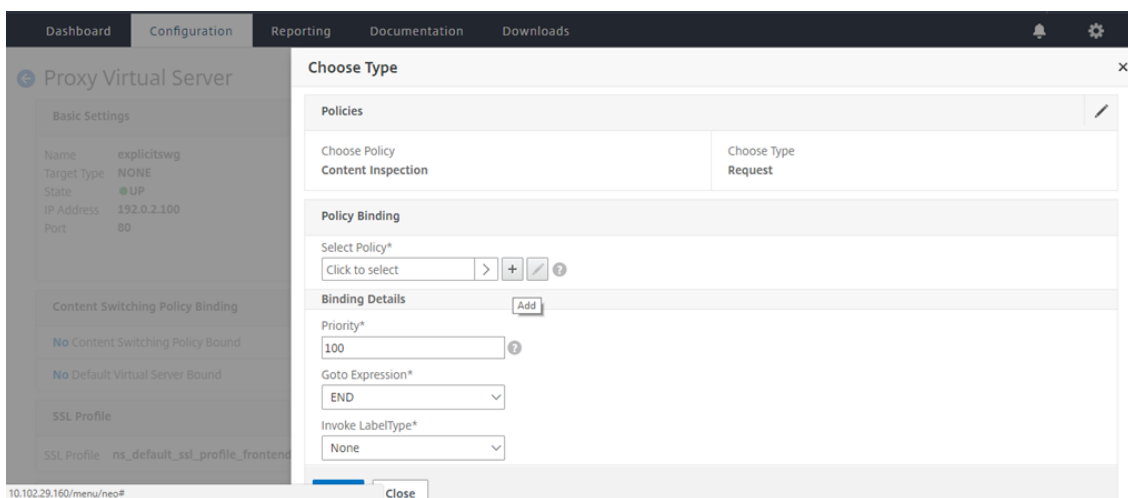 Dashboard Configuration Reporting Documentation Downloads
Proxy Virtual Server
Basic Settings
Name explicitswg
Target Type NONE
State UP
IP Address 192.0.2.100
Port 80
Content Switching Policy Binding
No Content Switching Policy Bound
No Default Virtual Server Bound
SSL Profile
SSL Profile ns_default_ssl_profile_frontend
10.102.29.160/menu/neo#
Choose Type ×
Policies
Choose Policy Choose Type
Content Inspection Request
Policy Binding
Select Policy*
Click to select > + ?
Add
Binding Details
Priority*
100 ?
Goto Expression*
END
Invoke LabelType*
None
Close